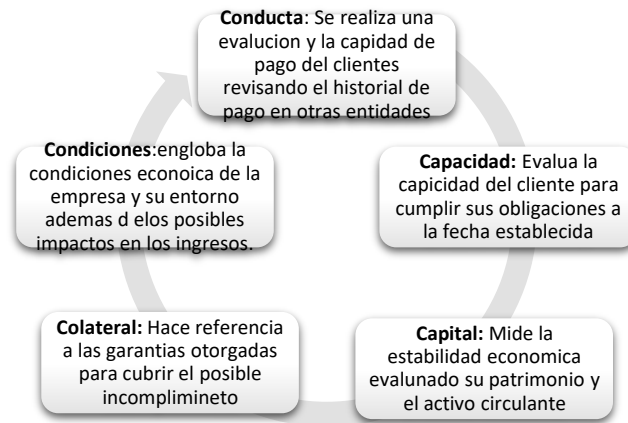 Conducta: Se realiza una
evalucion y la capidad de
pago del clientes
revisando el historial de
pago en otras entidades
Capacidad: Evalua la
capicidad del cliente para
cumplir sus obligaciones a
la fecha establecida
Capital: Mide la
estabilidad economica
evalunado su patrimonio y
el activo circulante
Colateral: Hace referencia
a las garantias otorgadas
para cubrir el posible
incomplimineto
Condiciones:engloba la
condiciones econoica de la
empresa y su entorno
ademas d elos posibles
impactos en los ingresos.